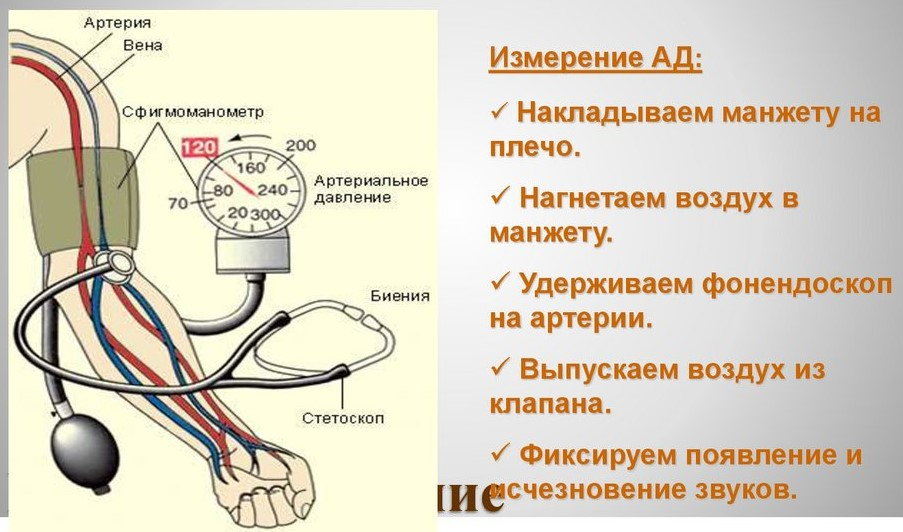 Артерия
Вена
Сфигмоманометр
120
200
160
Артериальное
давление
80
240
70
20
300
Биения
Стетоскоп
Измерение АД:
✓ Накладываем манжету на
плечо.
✓ Нагнетаем воздух в
манжету.
✓ Удерживаем фонендоскоп
на артерии.
✓ Выпускаем воздух из
клапана.
✓ Фиксируем появление и
исчезновение звуков.